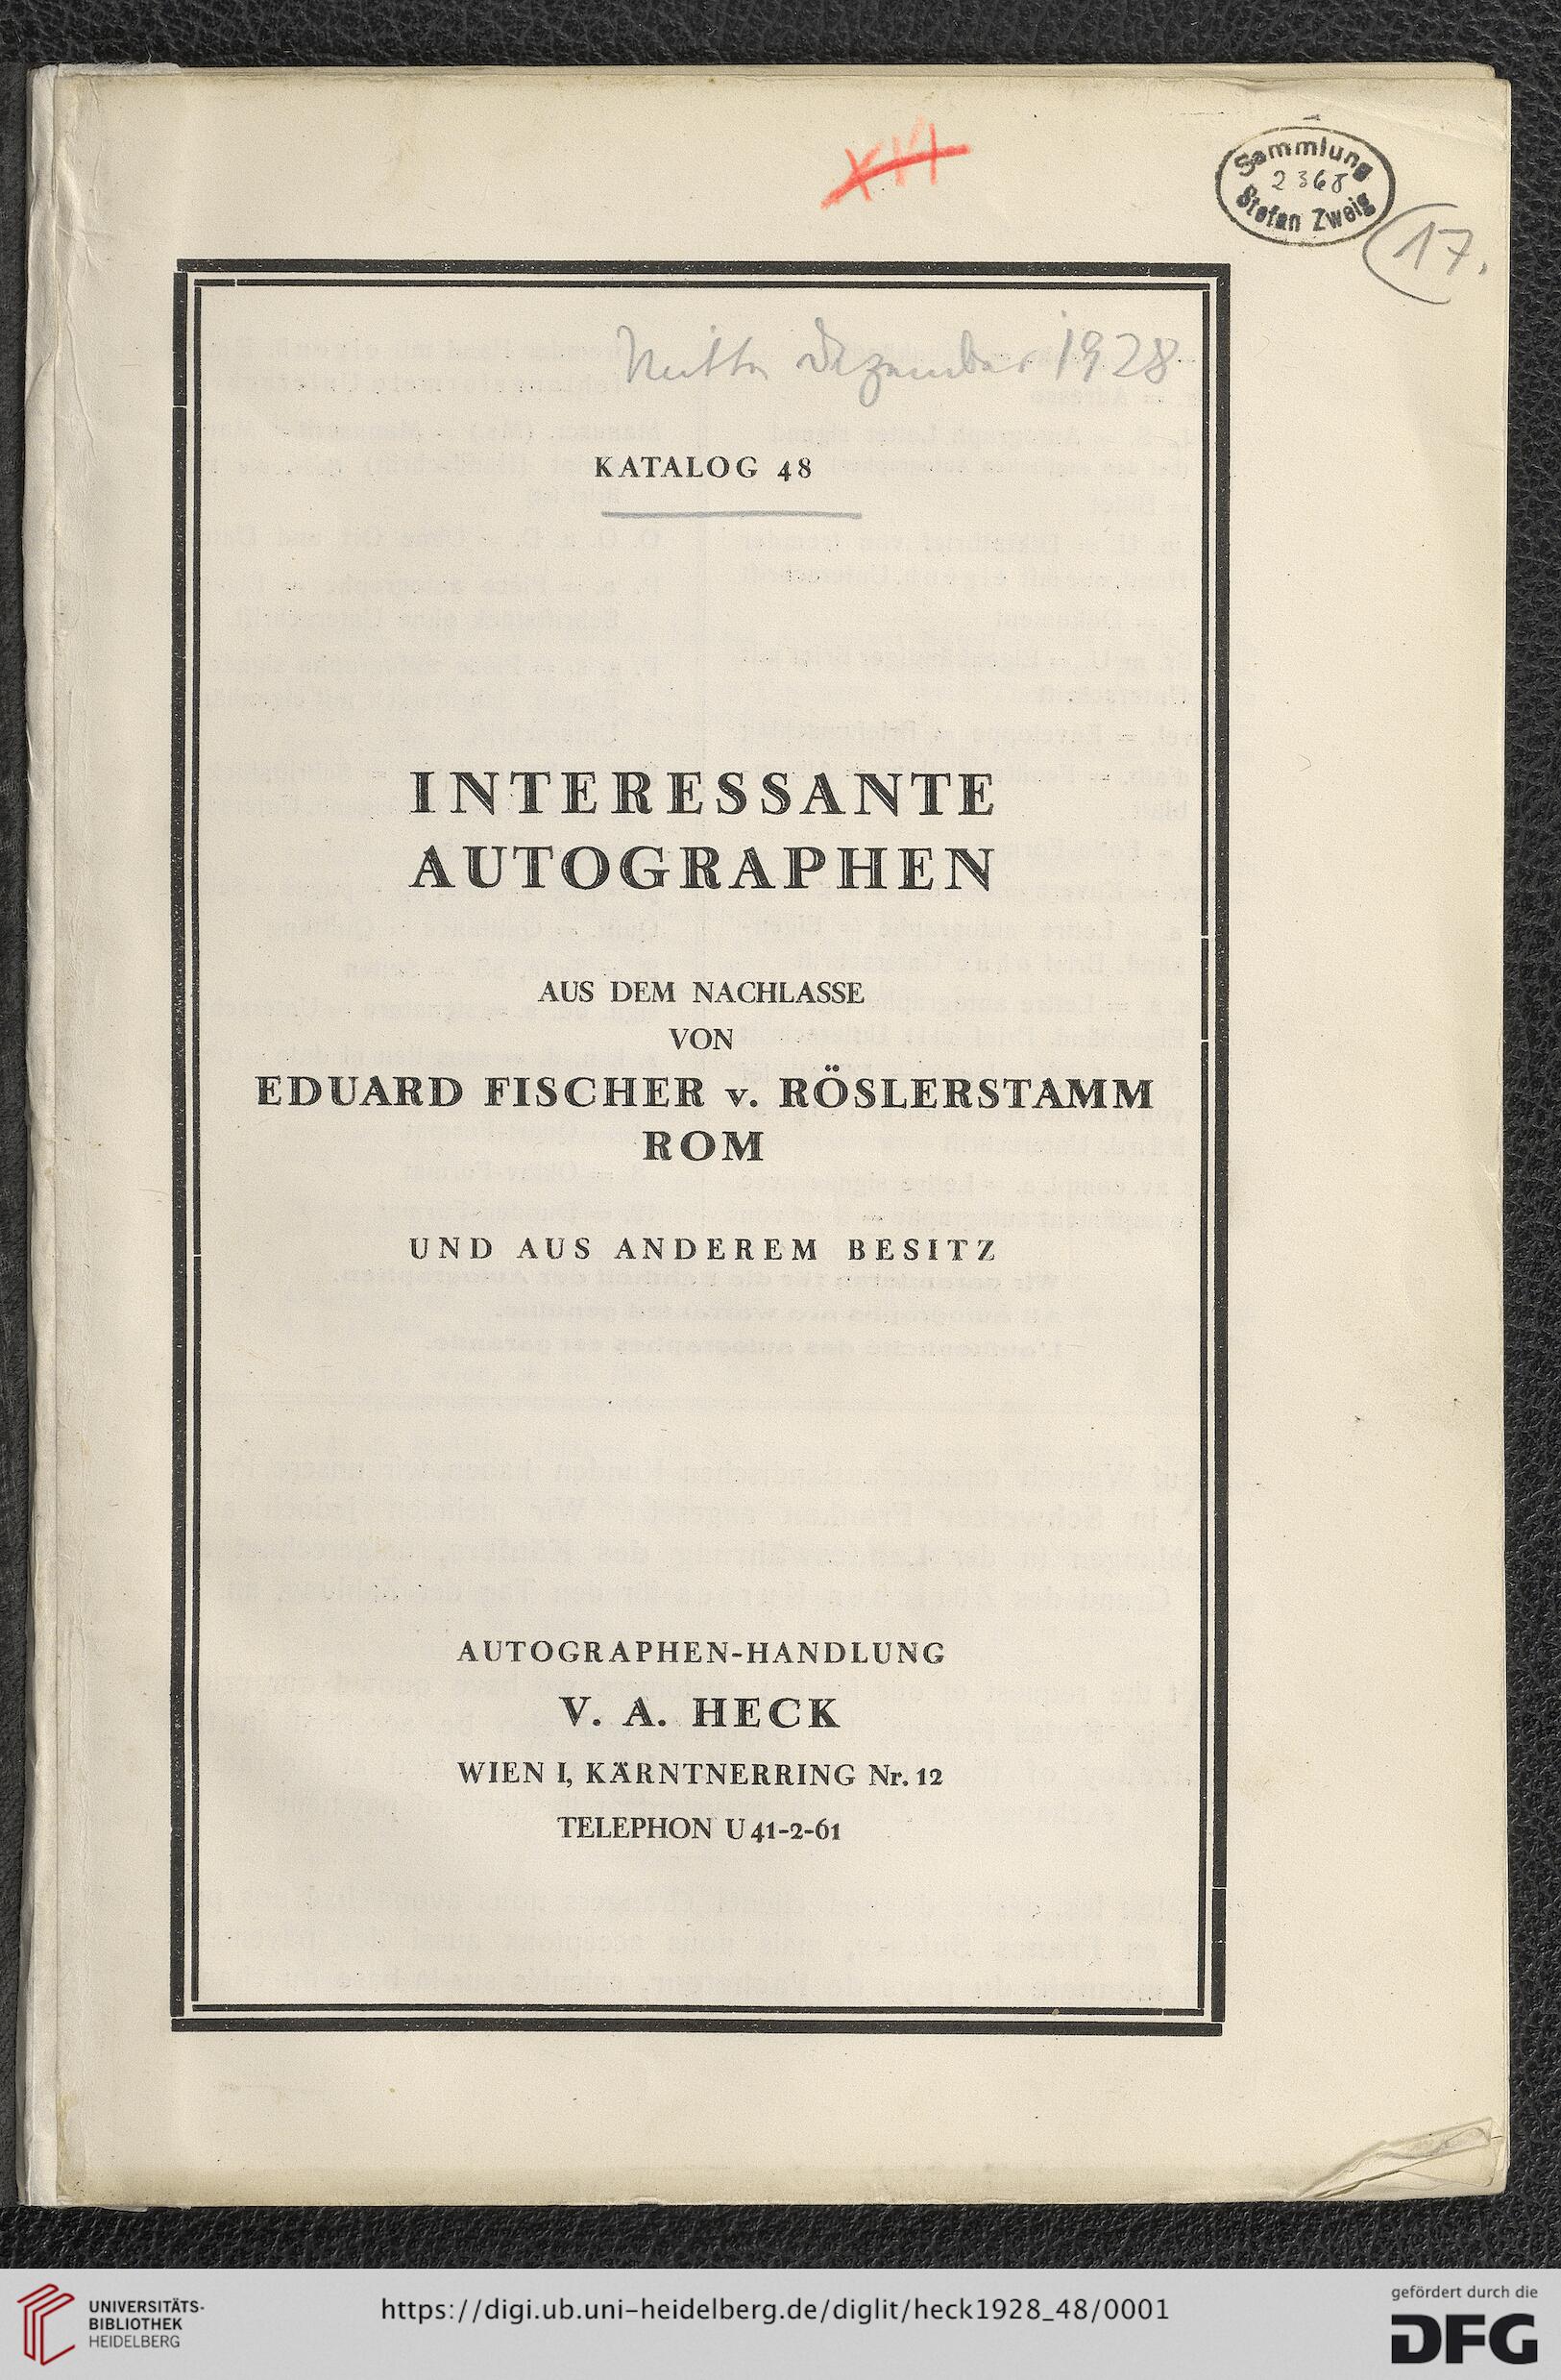 Sammlung
2368
Stefan Zweig
17.
Mitte Dezember 1928
KATALOG 48
INTERESSANTE
AUTOGRAPHEN
AUS DEM NACHLASSE
VON
EDUARD FISCHER v. RÖSLERSTAMM
ROM
UND AUS ANDEREM BESITZ
AUTOGRAPHEN-HANDLUNG
V. A. HECK
WIEN I, KÄRNTNERRING Nr. 12
TELEPHON U 41-2-61
UNIVERSITÄTS-
BIBLIOTHEK
HEIDELBERG
https://digi.ub.uni-heidelberg.de/diglit/heck1928_48/0001
gefördert durch die
DFG